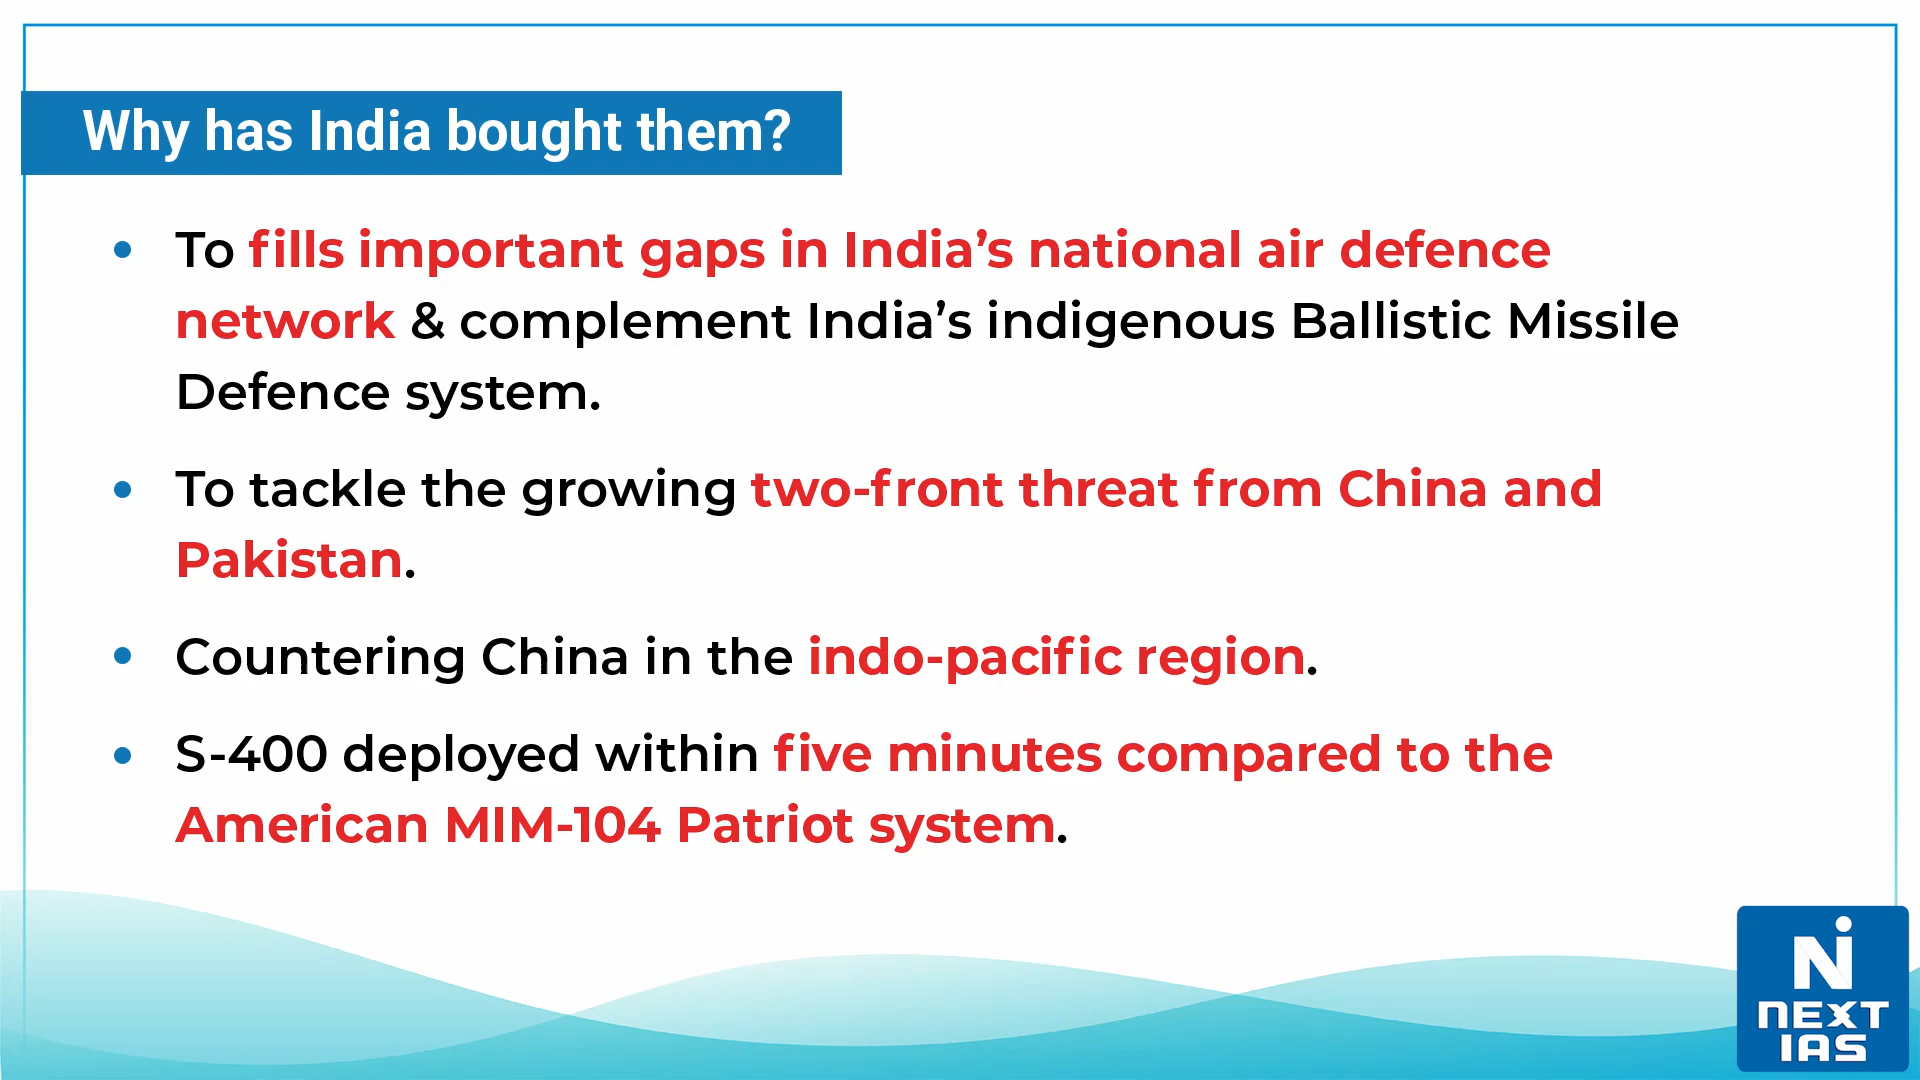 Why has India bought them?
• To fills important gaps in India’s national air defence
network & complement India’s indigenous Ballistic Missile
Defence system.
• To tackle the growing two-front threat from China and
Pakistan.
• Countering China in the indo-pacific region.
• S-400 deployed within five minutes compared to the
American MIM-104 Patriot system.
NEXT
IAS